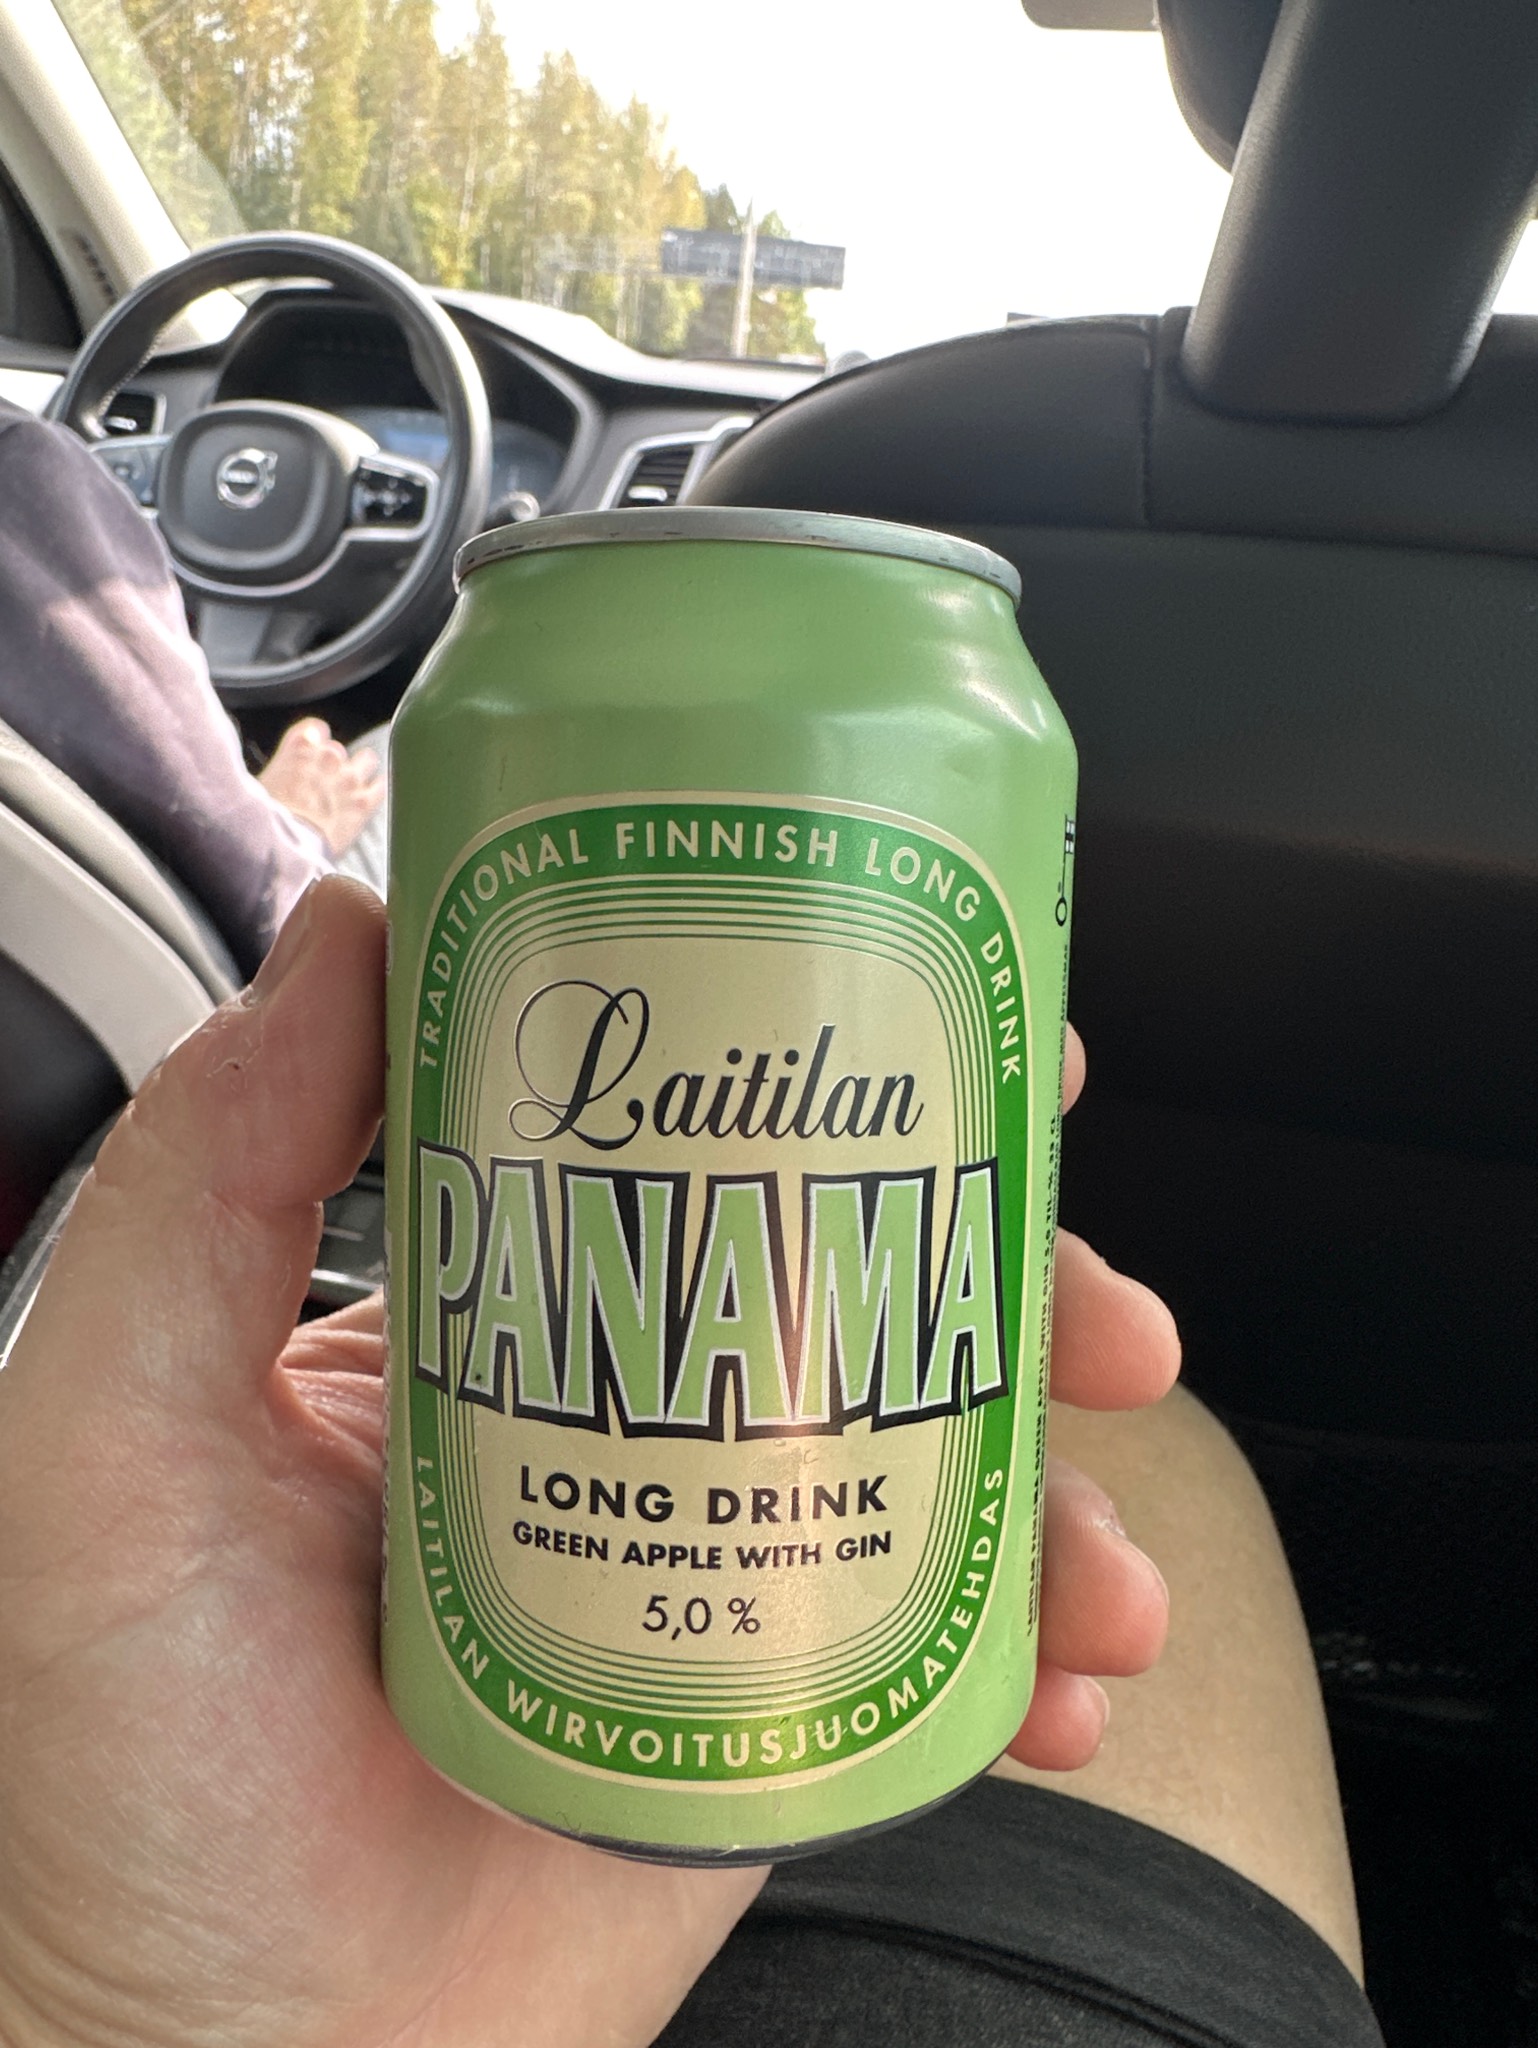 TRADITIONAL FINNISH LONG DRINK
Laitilan
PANAMA
LONG DRINK
GREEN APPLE WITH GIN
5,0 %
LAITILAN WIRVOITUSJUOMATEHDAS